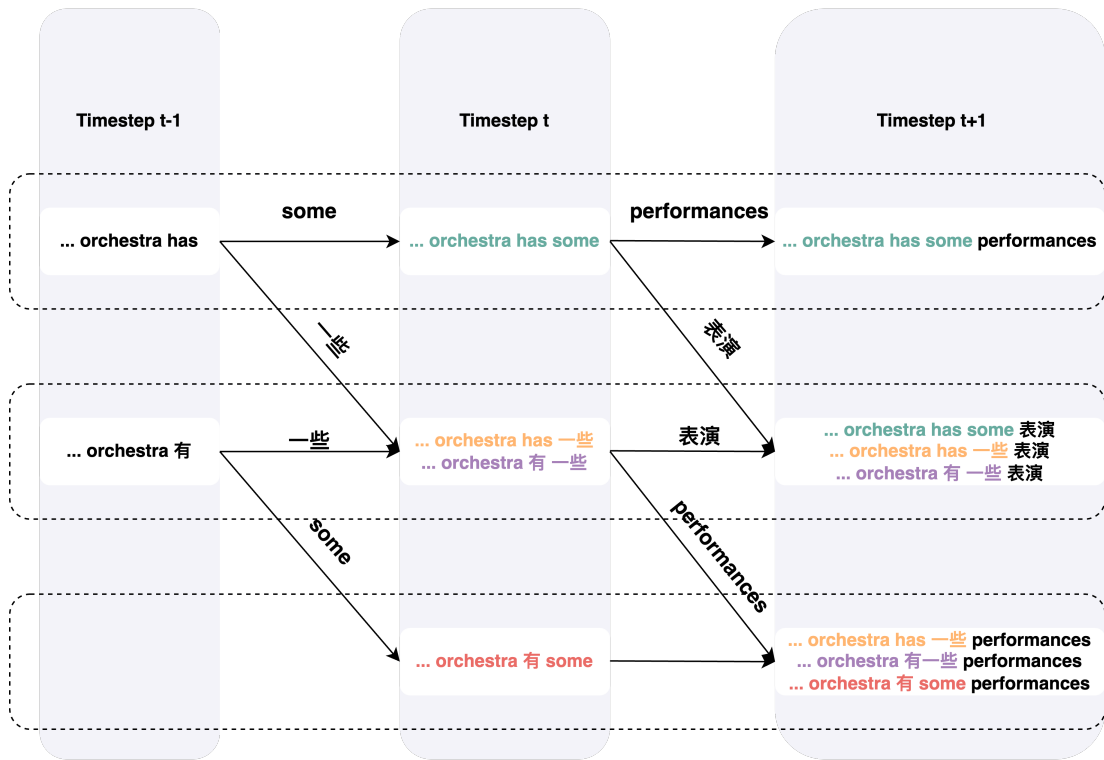 Timestep t-1
Timestep t
Timestep t+1
some
performances
... orchestra has
... orchestra has some
... orchestra has some performances
一些
表演
... orchestra 有
一些
... orchestra has 一些
... orchestra 有 一些
表演
... orchestra has some 表演
... orchestra has 一些 表演
... orchestra 有 一些 表演
some
performances
... orchestra 有 some
... orchestra has 一些 performances
... orchestra 有一些 performances
... orchestra 有 some performances